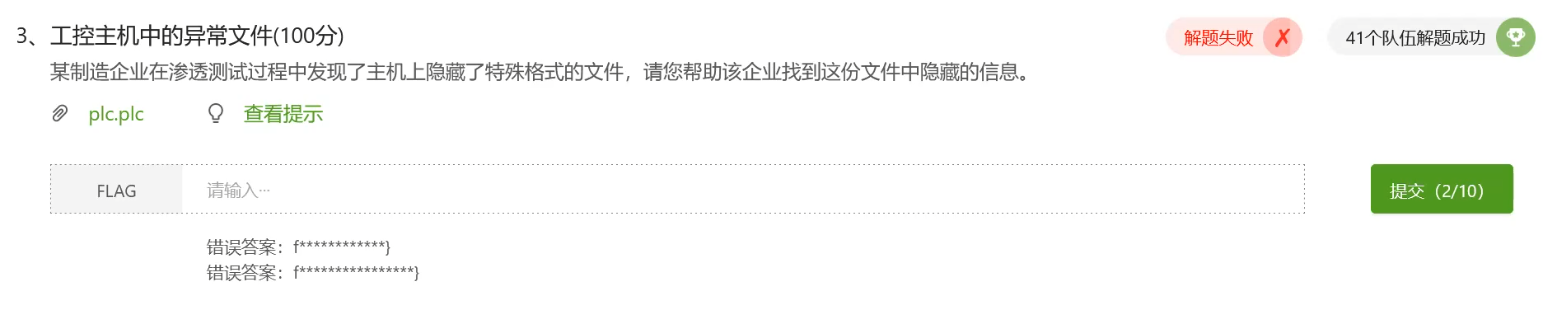 3、工控主机中的异常文件(100分)
解题失败 ✗
41个队伍解题成功
某制造企业在渗透测试过程中发现了主机上隐藏了特殊格式的文件，请您帮助该企业找到这份文件中隐藏的信息。
plc.plc
查看提示
FLAG
请输入···
提交（2/10）
错误答案：f************}
错误答案：f****************}